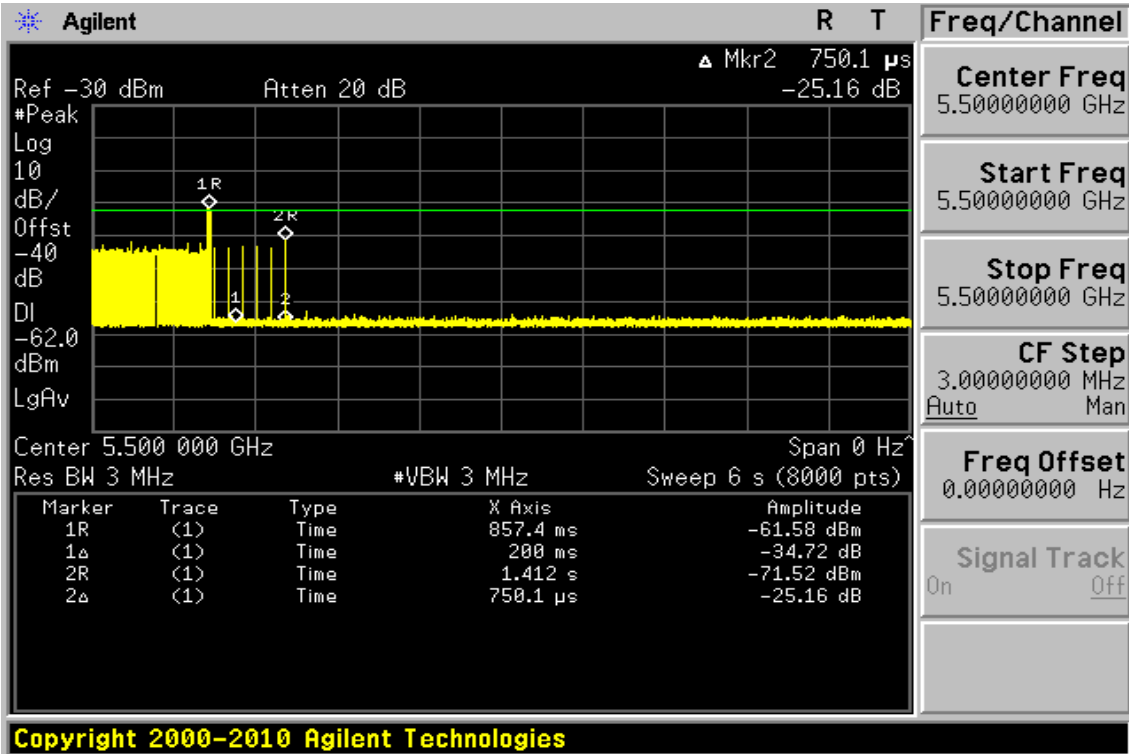 Agilent R T Freq/Channel
Δ Mkr2 750.1 µs
Ref -30 dBm Atten 20 dB -25.16 dB
#Peak
Log
10
dB/
Offst
-40
dB
DI
-62.0
dBm
LgAv
1R
2R
1
2
Center 5.500 000 GHz Span 0 Hz^
Res BW 3 MHz #VBW 3 MHz Sweep 6 s (8000 pts)
Marker Trace Type X Axis Amplitude
1R (1) Time 857.4 ms -61.58 dBm
1Δ (1) Time 200 ms -34.72 dB
2R (1) Time 1.412 s -71.52 dBm
2Δ (1) Time 750.1 µs -25.16 dB
Center Freq
5.50000000 GHz
Start Freq
5.50000000 GHz
Stop Freq
5.50000000 GHz
CF Step
3.00000000 MHz
Auto Man
Freq Offset
0.00000000 Hz
Signal Track
On Off
Copyright 2000-2010 Agilent Technologies